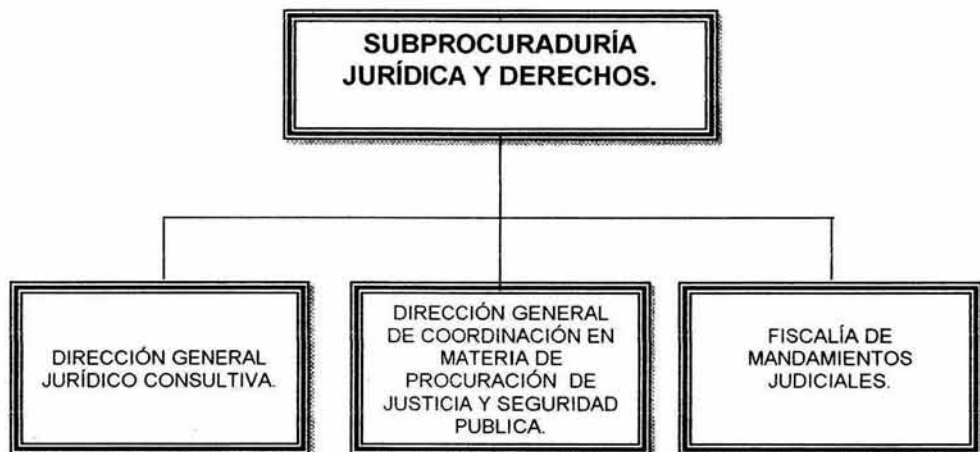 SUBPROCURADURÍA
JURÍDICA Y DERECHOS.
DIRECCIÓN GENERAL
JURÍDICO CONSULTIVA.
DIRECCIÓN GENERAL
DE COORDINACIÓN EN
MATERIA DE
PROCURACIÓN DE
JUSTICIA Y SEGURIDAD
PUBLICA.
FISCALÍA DE
MANDAMIENTOS
JUDICIALES.